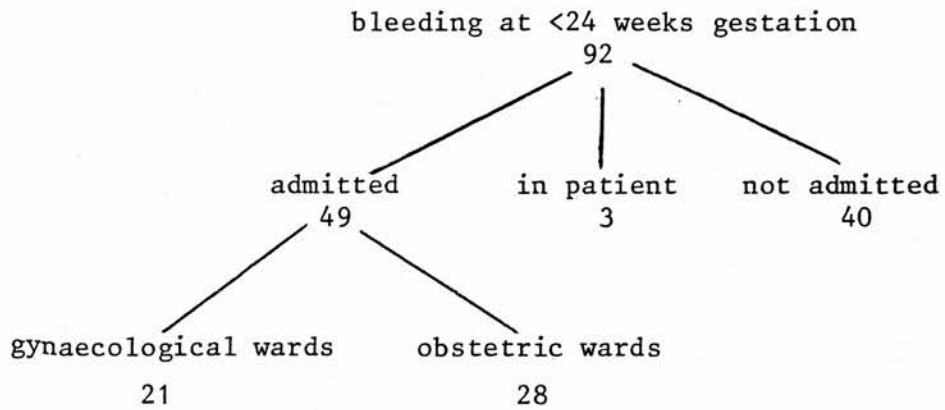 bleeding at <24 weeks gestation
92
admitted in patient not admitted
49 3 40
gynaecological wards obstetric wards
21 28